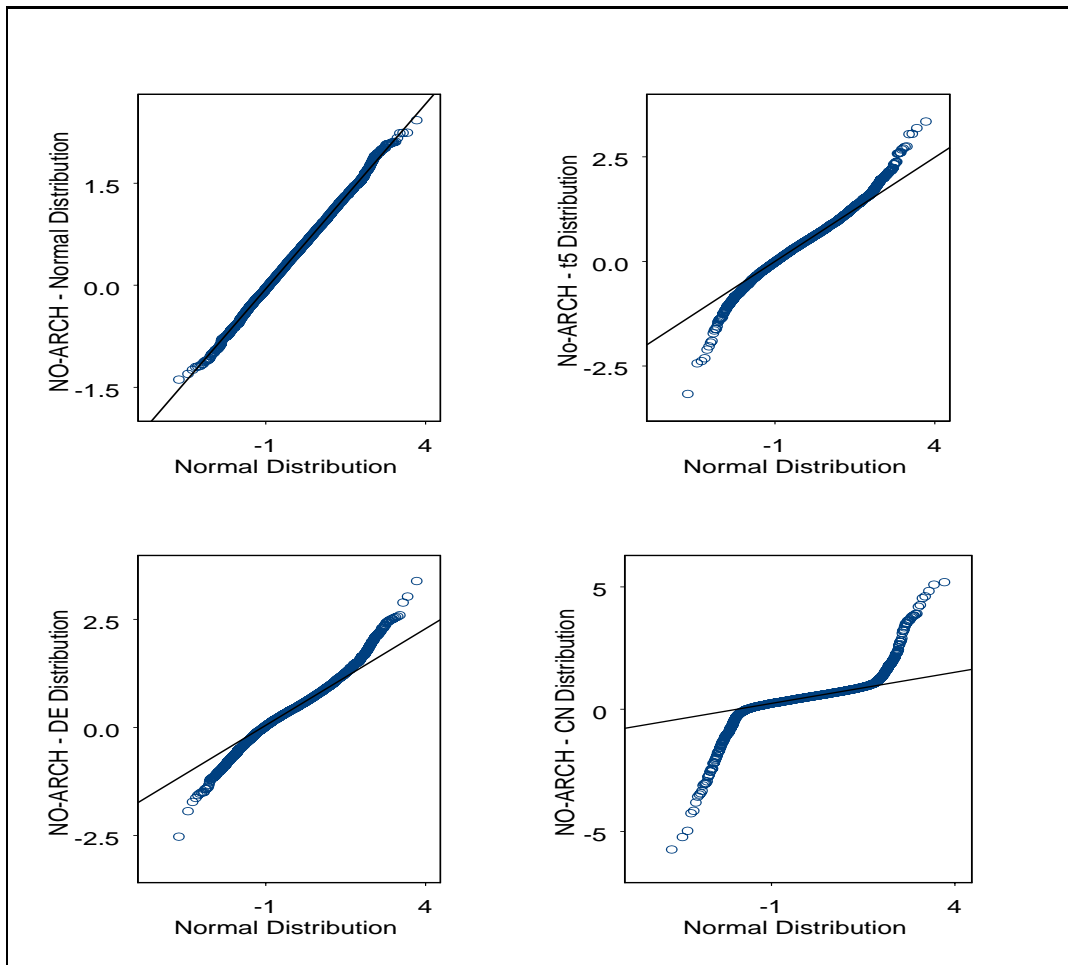 NO-ARCH - Normal Distribution
1.5
0.0
-1.5
-1
4
Normal Distribution
No-ARCH - t5 Distribution
2.5
0.0
-2.5
-1
4
Normal Distribution
NO-ARCH - DE Distribution
2.5
0.0
-2.5
-1
4
Normal Distribution
NO-ARCH - CN Distribution
5
0
-5
-1
4
Normal Distribution